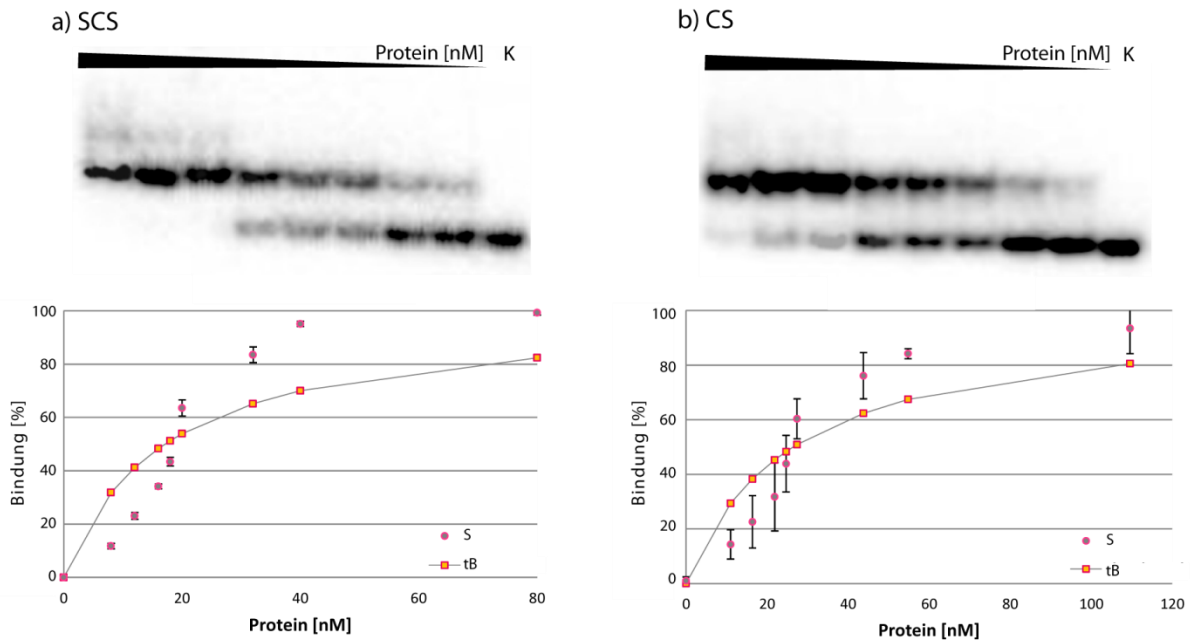 a) SCS
Protein [nM] K
100
80
60
40
20
0
Bindung [%]
S
tB
0 20 40 60 80
Protein [nM]
b) CS
Protein [nM] K
100
80
60
40
20
0
Bindung [%]
S
tB
0 20 40 60 80 100 120
Protein [nM]